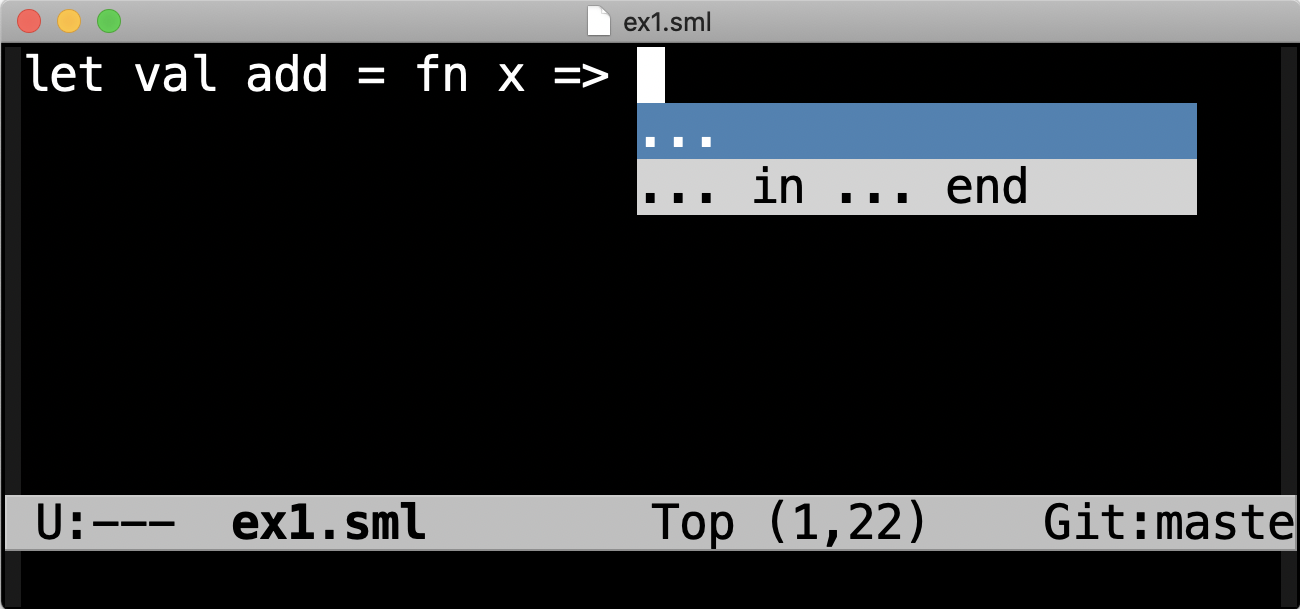 ex1.sml
let val add = fn x =>
...
... in ... end
U:--- ex1.sml Top (1,22) Git:maste